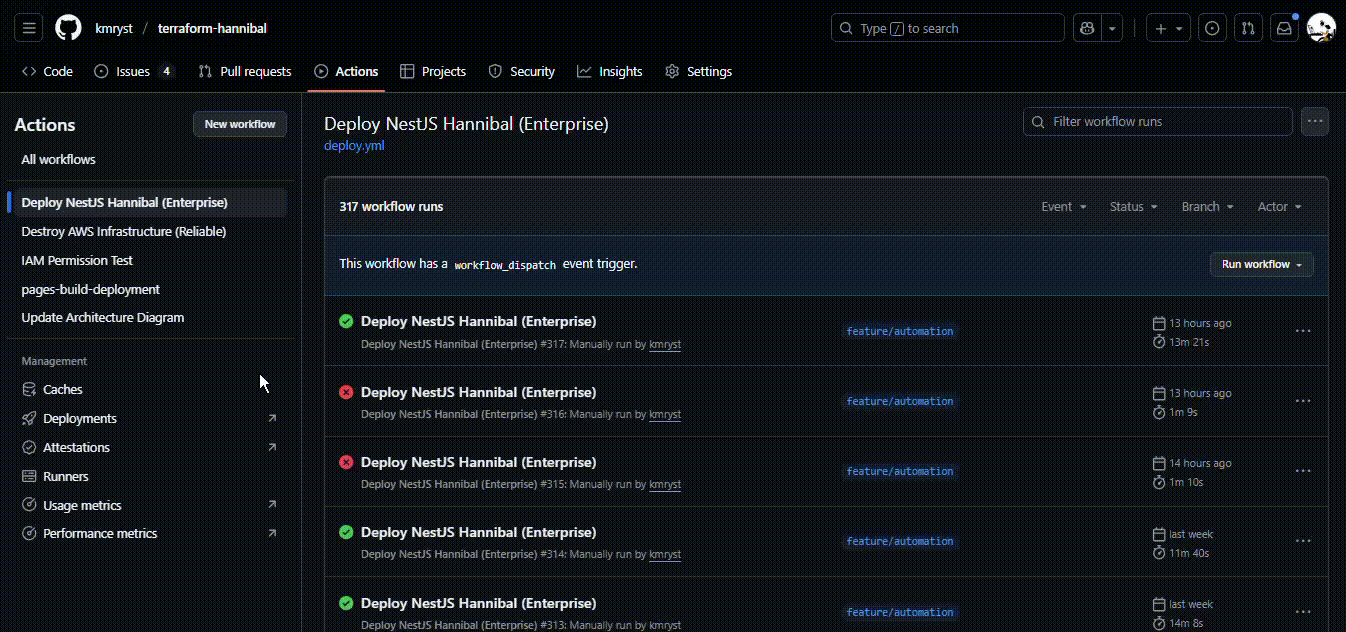 kmryst / terraform-hannibal
Type / to search
Code
Issues 4
Pull requests
Actions
Projects
Security
Insights
Settings
Actions
New workflow
All workflows
Deploy NestJS Hannibal (Enterprise)
Destroy AWS Infrastructure (Reliable)
IAM Permission Test
pages-build-deployment
Update Architecture Diagram
Management
Caches
Deployments
Attestations
Runners
Usage metrics
Performance metrics
Deploy NestJS Hannibal (Enterprise)
deploy.yml
Filter workflow runs
317 workflow runs
Event
Status
Branch
Actor
This workflow has a workflow_dispatch event trigger.
Run workflow
Deploy NestJS Hannibal (Enterprise)
Deploy NestJS Hannibal (Enterprise) #317: Manually run by kmryst
feature/automation
13 hours ago
13m 21s
Deploy NestJS Hannibal (Enterprise)
Deploy NestJS Hannibal (Enterprise) #316: Manually run by kmryst
feature/automation
13 hours ago
1m 9s
Deploy NestJS Hannibal (Enterprise)
Deploy NestJS Hannibal (Enterprise) #315: Manually run by kmryst
feature/automation
14 hours ago
1m 10s
Deploy NestJS Hannibal (Enterprise)
Deploy NestJS Hannibal (Enterprise) #314: Manually run by kmryst
feature/automation
last week
11m 40s
Deploy NestJS Hannibal (Enterprise)
Deploy NestJS Hannibal (Enterprise) #313: Manually run by kmryst
feature/automation
last week
14m 8s